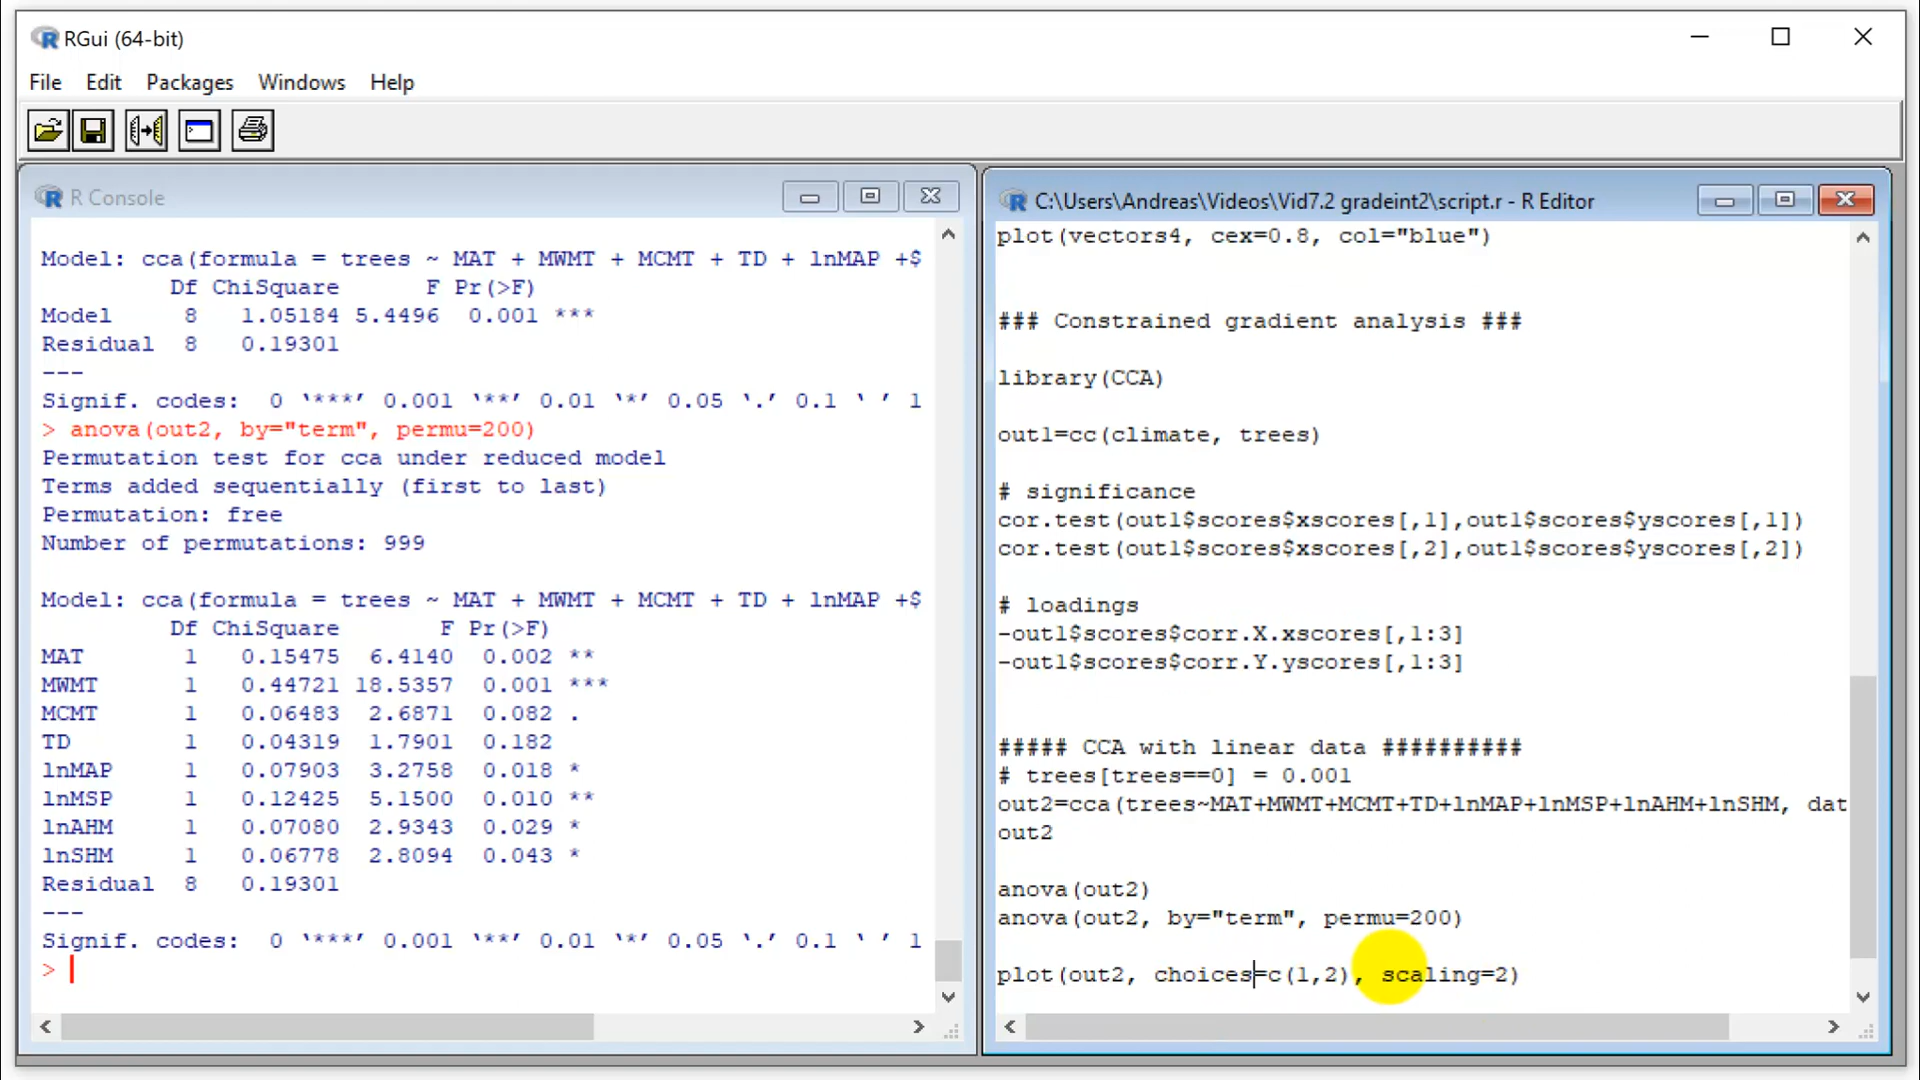 RGui (64-bit)
File Edit Packages Windows Help
R Console
Model: cca(formula = trees ~ MAT + MWMT + MCMT + TD + lnMAP +$
Df ChiSquare F Pr(>F)
Model 8 1.05184 5.4496 0.001 ***
Residual 8 0.19301
---
Signif. codes: 0 ‘***’ 0.001 ‘**’ 0.01 ‘*’ 0.05 ‘.’ 0.1 ‘ ’ 1
> anova(out2, by="term", permu=200)
Permutation test for cca under reduced model
Terms added sequentially (first to last)
Permutation: free
Number of permutations: 999
Model: cca(formula = trees ~ MAT + MWMT + MCMT + TD + lnMAP +$
Df ChiSquare F Pr(>F)
MAT 1 0.15475 6.4140 0.002 **
MWMT 1 0.44721 18.5357 0.001 ***
MCMT 1 0.06483 2.6871 0.082 .
TD 1 0.04319 1.7901 0.182
lnMAP 1 0.07903 3.2758 0.018 *
lnMSP 1 0.12425 5.1500 0.010 **
lnAHM 1 0.07080 2.9343 0.029 *
lnSHM 1 0.06778 2.8094 0.043 *
Residual 8 0.19301
---
Signif. codes: 0 ‘***’ 0.001 ‘**’ 0.01 ‘*’ 0.05 ‘.’ 0.1 ‘ ’ 1
>
C:\Users\Andreas\Videos\Vid7.2 gradeint2\script.r - R Editor
plot(vectors4, cex=0.8, col="blue")
### Constrained gradient analysis ###
library(CCA)
out1=cc(climate, trees)
# significance
cor.test(out1$scores$xscores[,1],out1$scores$yscores[,1])
cor.test(out1$scores$xscores[,2],out1$scores$yscores[,2])
# loadings
-out1$scores$corr.X.xscores[,1:3]
-out1$scores$corr.Y.yscores[,1:3]
##### CCA with linear data ##########
# trees[trees==0] = 0.001
out2=cca(trees~MAT+MWMT+MCMT+TD+lnMAP+lnMSP+lnAHM+lnSHM, dat
out2
anova(out2)
anova(out2, by="term", permu=200)
plot(out2, choices=c(1,2), scaling=2)